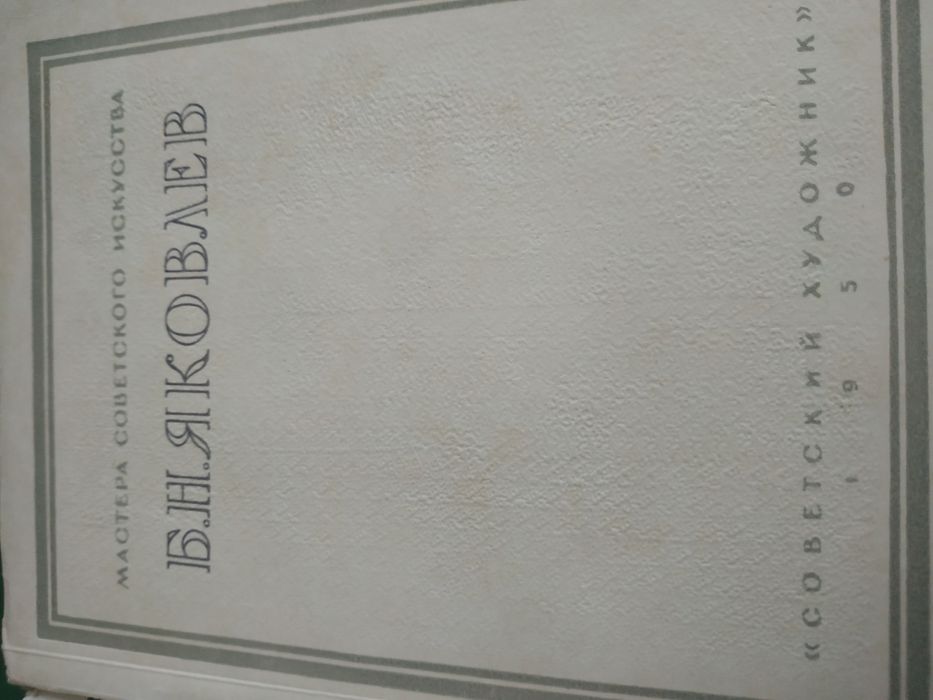 МАСТЕРА СОВЕТСКОГО ИСКУССТВА
Б.Н.ЯКОВЛЕВ
«СОВЕТСКИЙ ХУДОЖНИК»
1950